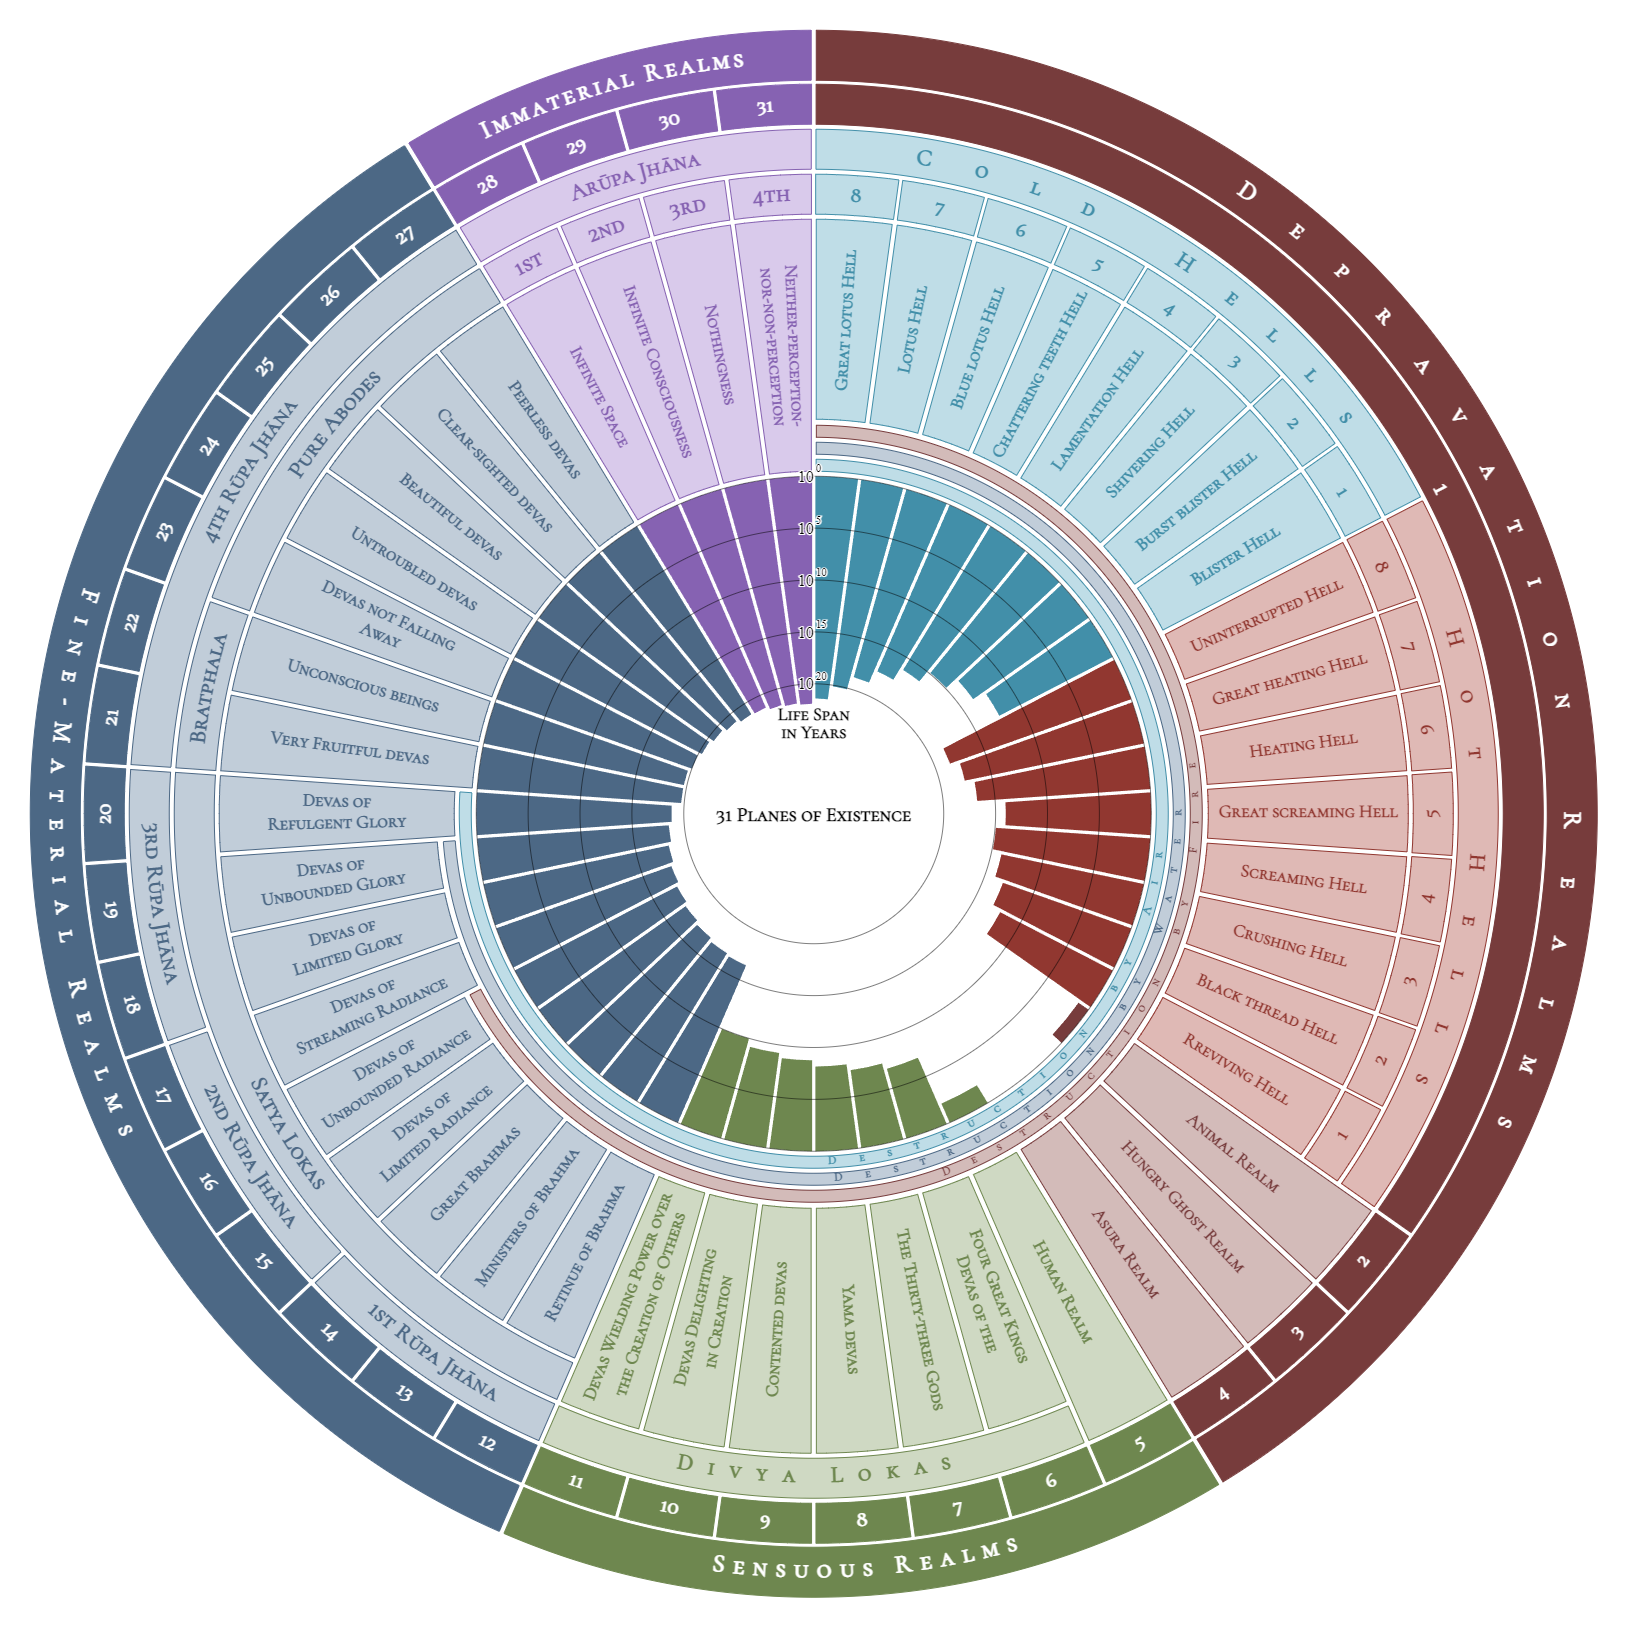 31 Planes of Existence
Life Span
in Years
10⁰
10⁵
10¹⁰
10¹⁵
10²⁰
Destruction by Air
Destruction by Water
Destruction by Fire
Depravation Realms
1
2
3
4
Cold Hells
8
7
6
5
4
3
2
1
Great lotus Hell
Lotus Hell
Blue lotus Hell
Chattering teeth Hell
Lamentation Hell
Shivering Hell
Burst blister Hell
Blister Hell
Hot Hells
8
7
6
5
4
3
2
1
Uninterrupted Hell
Great heating Hell
Heating Hell
Great screaming Hell
Screaming Hell
Crushing Hell
Black thread Hell
Rreviving Hell
Animal Realm
Hungry Ghost Realm
Asura Realm
Sensuous Realms
5
6
7
8
9
10
11
Human Realm
Divya Lokas
Devas of the
Four Great Kings
The Thirty-three Gods
Yama devas
Contented devas
Devas Delighting
in Creation
Devas Wielding Power over
the Creation of Others
Fine-Material Realms
12
13
14
15
16
17
18
19
20
21
22
23
24
25
26
27
1st Rūpa Jhāna
2nd Rūpa Jhāna
3rd Rūpa Jhāna
4th Rūpa Jhāna
Satya Lokas
Bratphala
Pure Abodes
Retinue of Brahma
Ministers of Brahma
Great Brahmas
Devas of
Limited Radiance
Devas of
Unbounded Radiance
Devas of
Streaming Radiance
Devas of
Limited Glory
Devas of
Unbounded Glory
Devas of
Refulgent Glory
Very Fruitful devas
Unconscious beings
Devas not Falling
Away
Untroubled devas
Beautiful devas
Clear-sighted devas
Peerless devas
Immaterial Realms
28
29
30
31
Arūpa Jhāna
1st
2nd
3rd
4th
Infinite Space
Infinite Consciousness
Nothingness
Neither-perception-
nor-non-perception